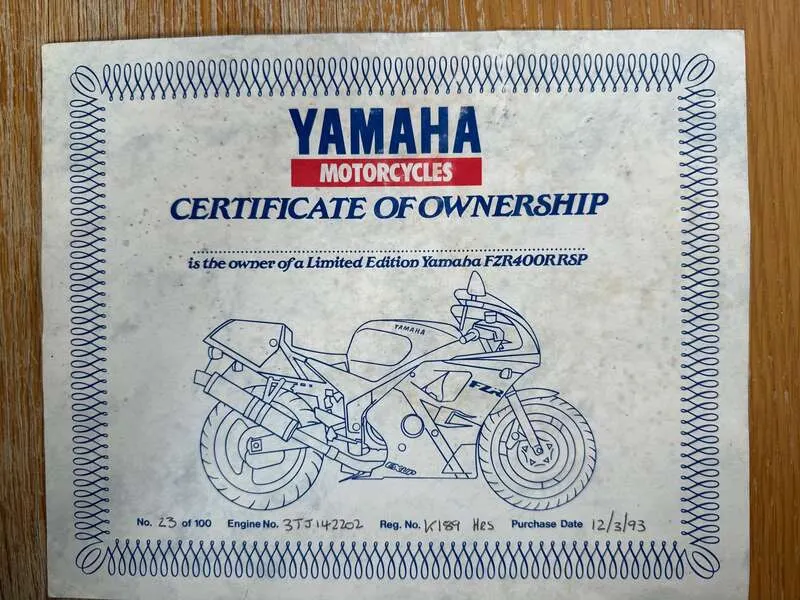 YAMAHA
MOTORCYCLES
CERTIFICATE OF OWNERSHIP
is the owner of a Limited Edition Yamaha FZR400RRSP
YAMAHA
FZR
EXUP
No. 23 of 100 Engine No. 3TJ142202 Reg. No. K189 HRS Purchase Date 12/3/93